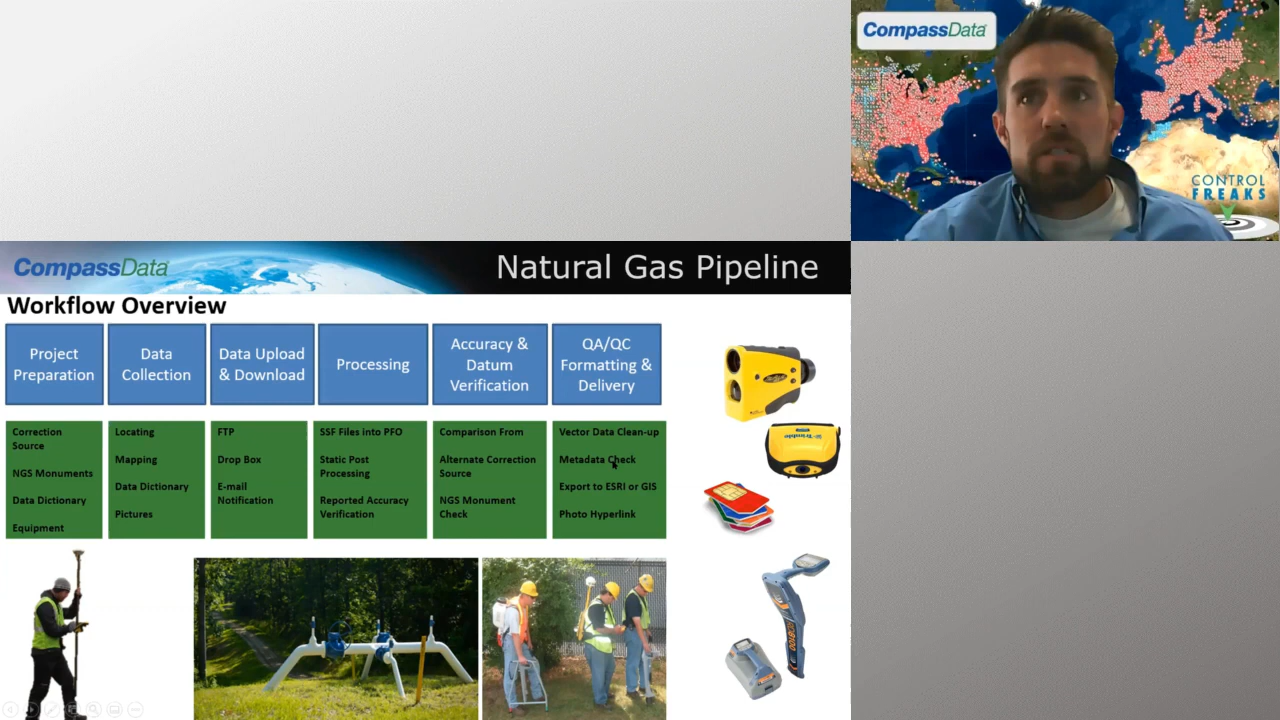 CompassData
CONTROL
FREAKS
CompassData
Natural Gas Pipeline
Workflow Overview
Project
Preparation
Data
Collection
Data Upload
& Download
Processing
Accuracy &
Datum
Verification
QA/QC
Formatting &
Delivery
Correction
Source
NGS Monuments
Data Dictionary
Equipment
Locating
Mapping
Data Dictionary
Pictures
FTP
Drop Box
E-mail
Notification
SSF Files into PFO
Static Post
Processing
Reported Accuracy
Verification
Comparison From
Alternate Correction
Source
NGS Monument
Check
Vector Data Clean-up
Metadata Check
Export to ESRI or GIS
Photo Hyperlink
Trimble